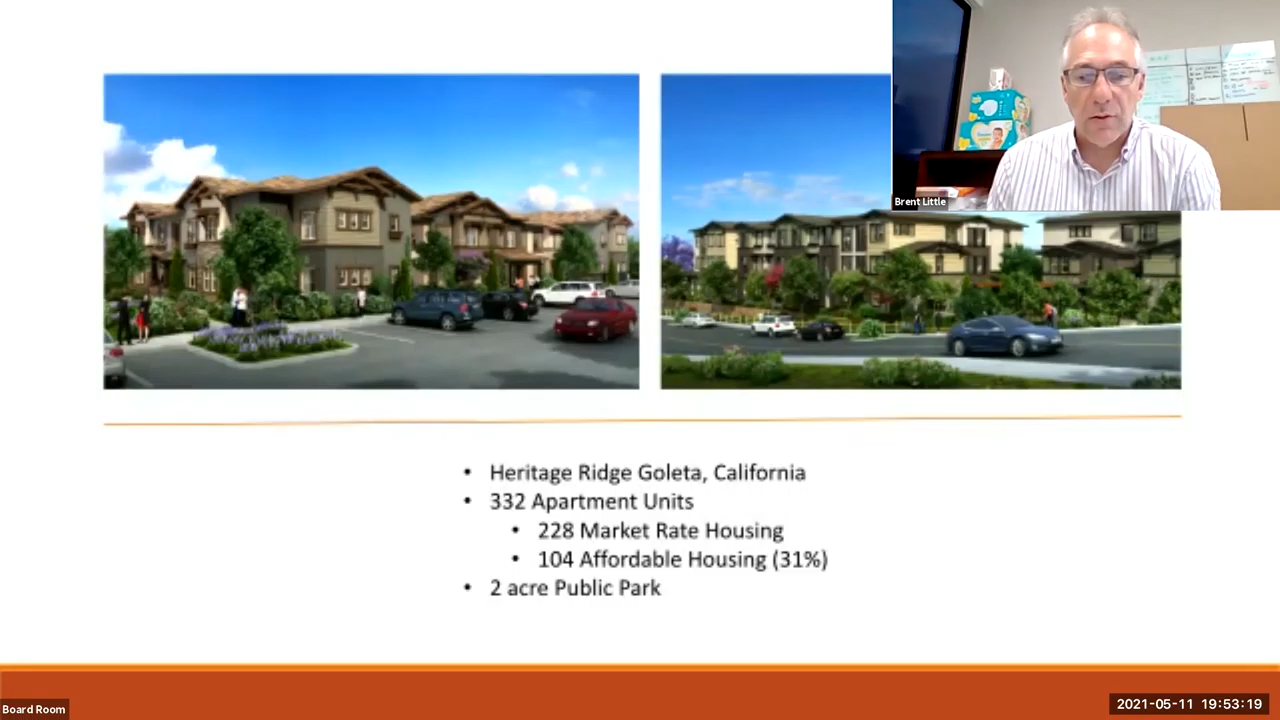 Brent Little
• Heritage Ridge Goleta, California
• 332 Apartment Units
• 228 Market Rate Housing
• 104 Affordable Housing (31%)
• 2 acre Public Park
Board Room
2021-05-11 19:53:19